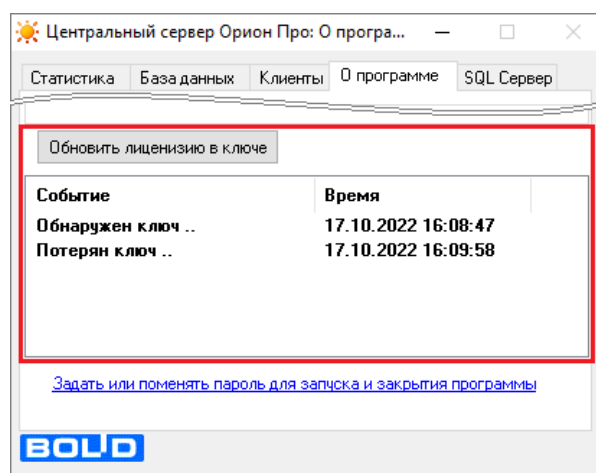 Центральный сервер Орион Про: О програ...
Статистика База данных Клиенты О программе SQL Сервер
Обновить лиценизию в ключе
Событие Время
Обнаружен ключ .. 17.10.2022 16:08:47
Потерян ключ .. 17.10.2022 16:09:58
Задать или поменять пароль для запуска и закрытия программы
BOLID